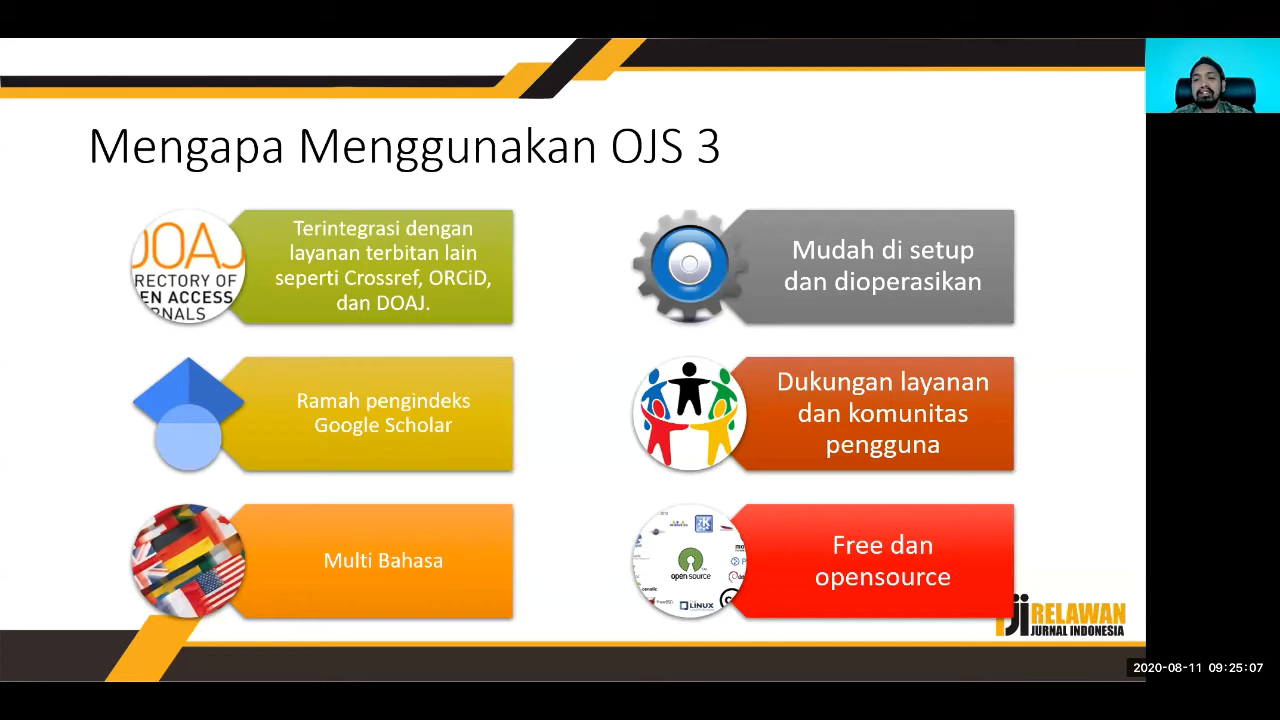 Mengapa Menggunakan OJS 3
DOAJ
DIRECTORY OF
OPEN ACCESS
JOURNALS
Terintegrasi dengan
layanan terbitan lain
seperti Crossref, ORCiD,
dan DOAJ.
Mudah di setup
dan dioperasikan
Ramah pengindeks
Google Scholar
Dukungan layanan
dan komunitas
pengguna
Multi Bahasa
open source
LINUX
Free dan
opensource
RELAWAN
JURNAL INDONESIA
2020-08-11 09:25:07